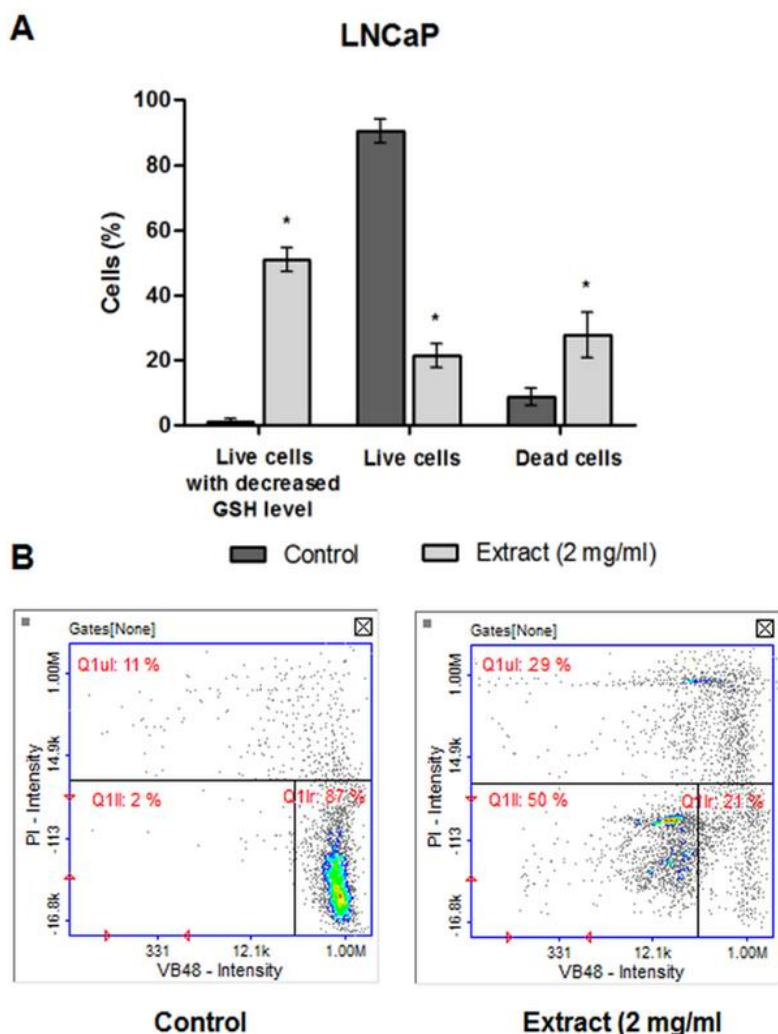 A
LNCaP
Cells (%)
100
80
60
40
20
0
*
*
*
Live cells
with decreased
GSH level
Live cells
Dead cells
Control
Extract (2 mg/ml)
B
Gates[None]
Q1ul: 11 %
Q1ll: 2 %
Q1lr: 87 %
PI - Intensity
1.00M
14.9k
-113
-16.8k
331
12.1k
1.00M
VB48 - Intensity
Control
Gates[None]
Q1ul: 29 %
Q1ll: 50 %
Q1lr: 21 %
PI - Intensity
1.00M
14.9k
-113
-16.8k
331
12.1k
1.00M
VB48 - Intensity
Extract (2 mg/ml